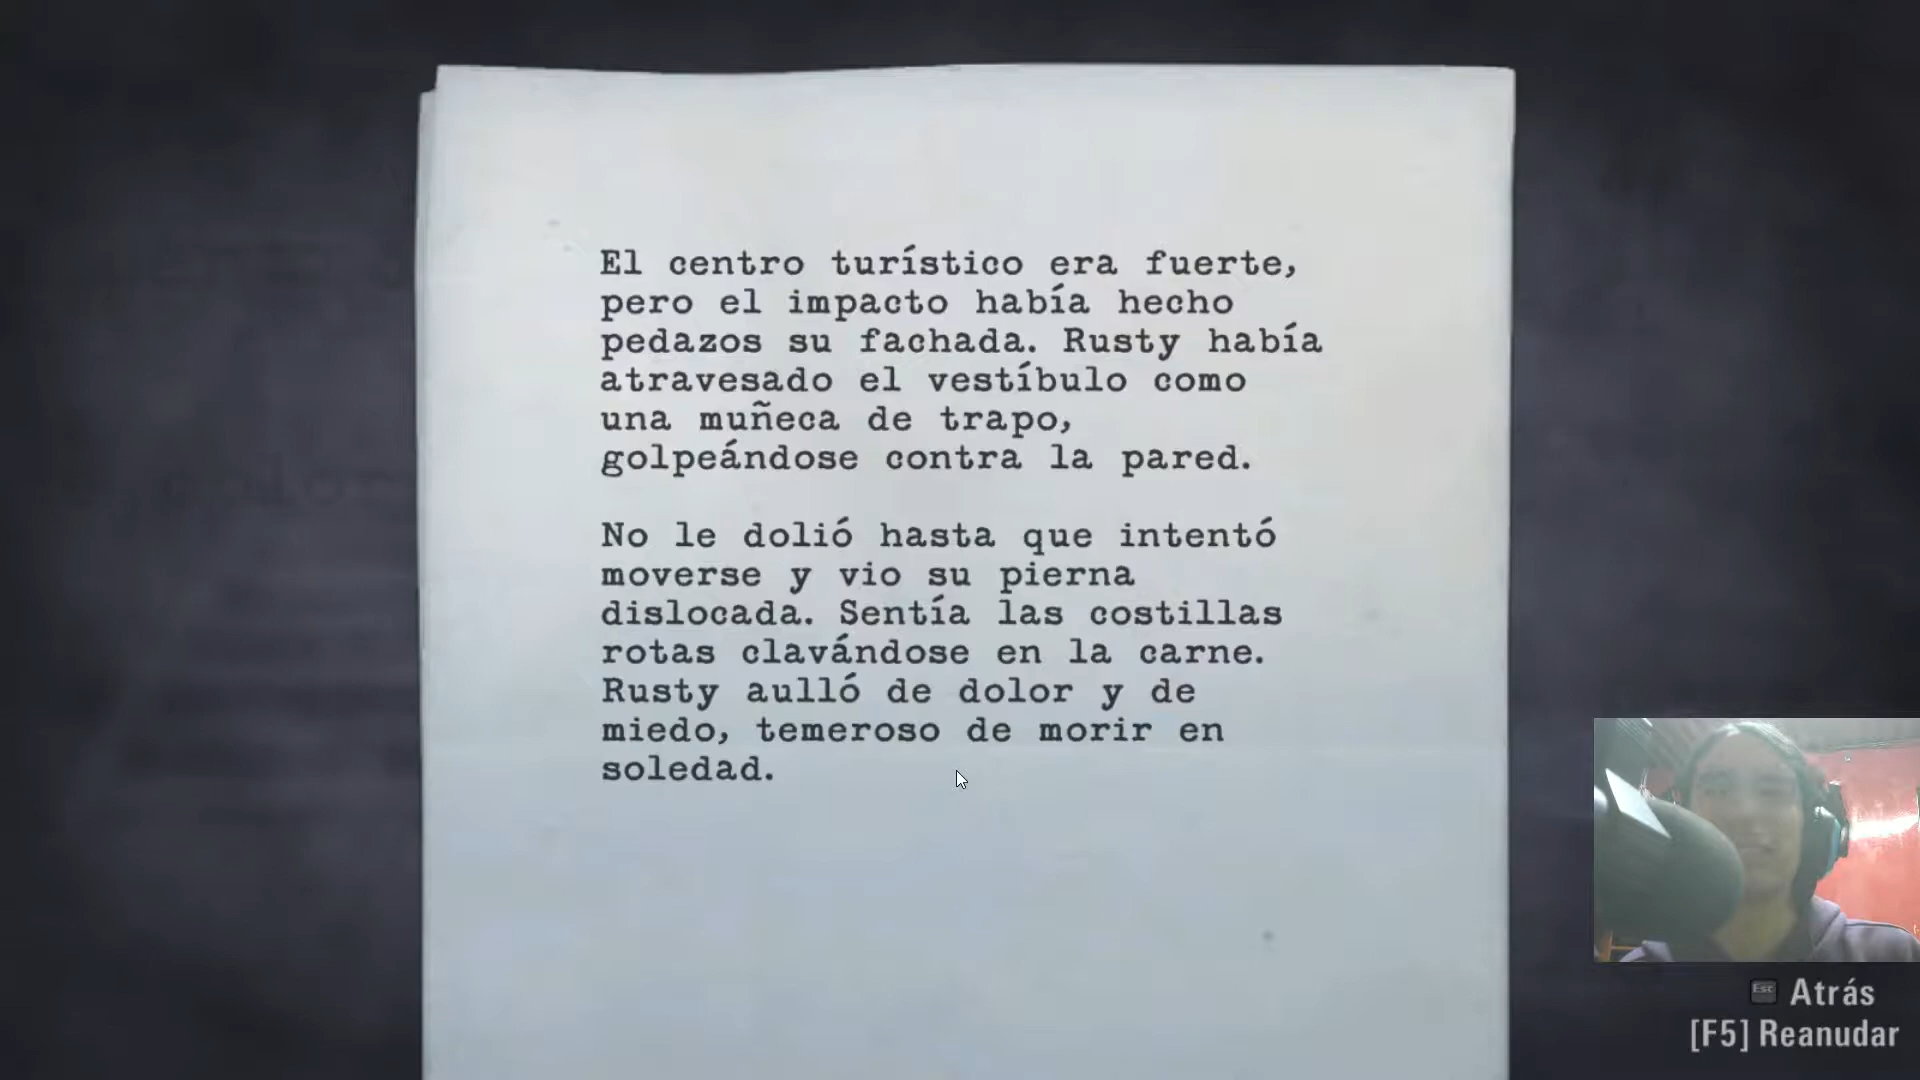 El centro turístico era fuerte,
pero el impacto había hecho
pedazos su fachada. Rusty había
atravesado el vestíbulo como
una muñeca de trapo,
golpeándose contra la pared.
No le dolió hasta que intentó
moverse y vio su pierna
dislocada. Sentía las costillas
rotas clavándose en la carne.
Rusty aulló de dolor y de
miedo, temeroso de morir en
soledad.
Esc Atrás
[F5] Reanudar